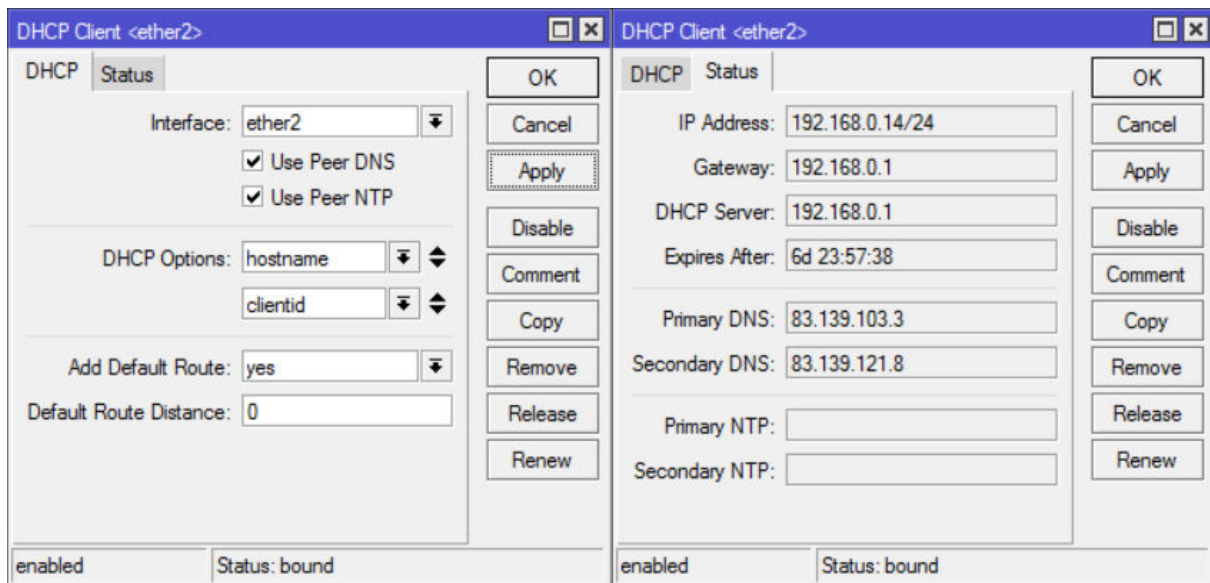 DHCP Client <ether2>
DHCP Status
Interface: ether2
Use Peer DNS
Use Peer NTP
DHCP Options: hostname
clientid
Add Default Route: yes
Default Route Distance: 0
OK
Cancel
Apply
Disable
Comment
Copy
Remove
Release
Renew
enabled Status: bound
DHCP Client <ether2>
DHCP Status
IP Address: 192.168.0.14/24
Gateway: 192.168.0.1
DHCP Server: 192.168.0.1
Expires After: 6d 23:57:38
Primary DNS: 83.139.103.3
Secondary DNS: 83.139.121.8
Primary NTP:
Secondary NTP:
OK
Cancel
Apply
Disable
Comment
Copy
Remove
Release
Renew
enabled Status: bound